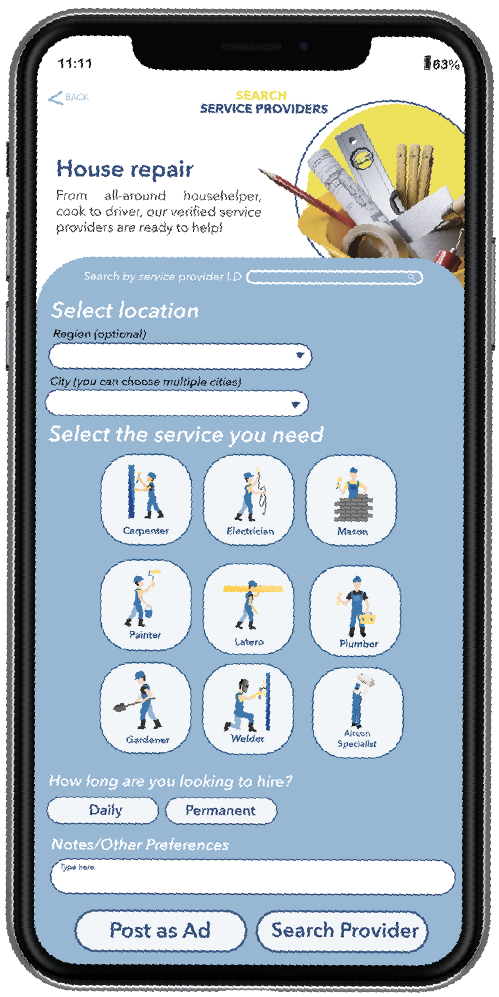 11:11
63%
BACK
SEARCH
SERVICE PROVIDERS
House repair
From all-around househelper,
cook to driver, our verified service
providers are ready to help!
Search by service provider I.D
Select location
Region (optional)
City (you can choose multiple cities)
Select the service you need
Carpenter
Electrician
Mason
Painter
Latero
Plumber
Gardener
Welder
Aircon
Specialist
How long are you looking to hire?
Daily
Permanent
Notes/Other Preferences
Type here.
Post as Ad
Search Provider